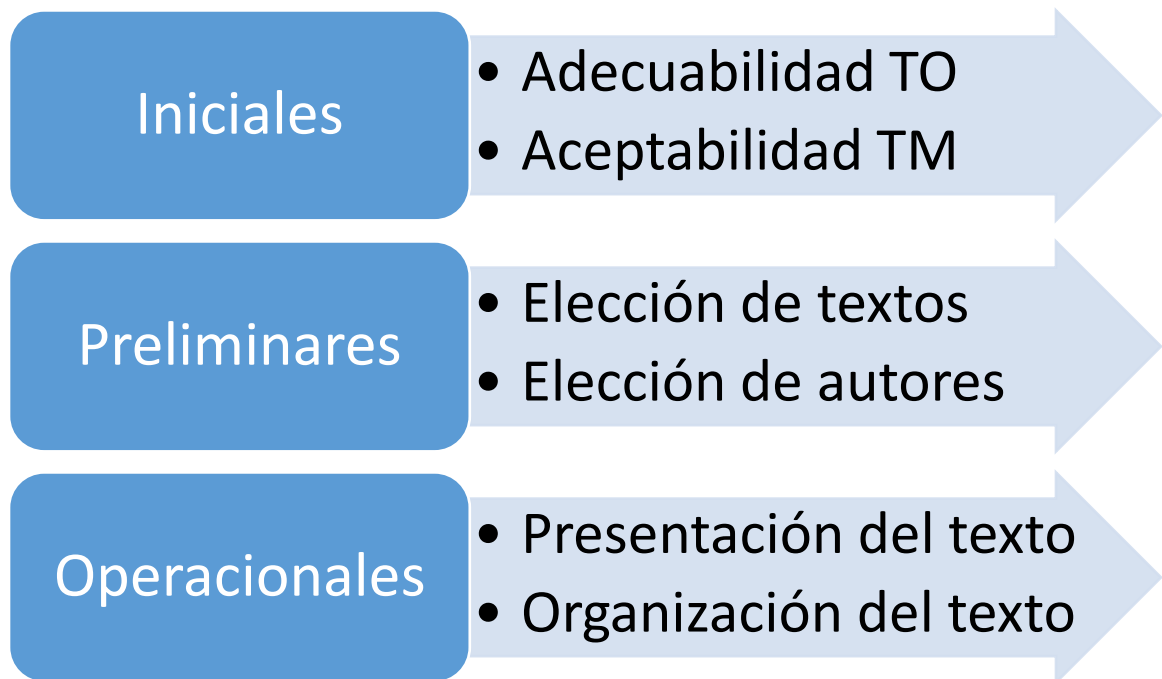 Iniciales
• Adecuabilidad TO
• Aceptabilidad TM
Preliminares
• Elección de textos
• Elección de autores
Operacionales
• Presentación del texto
• Organización del texto